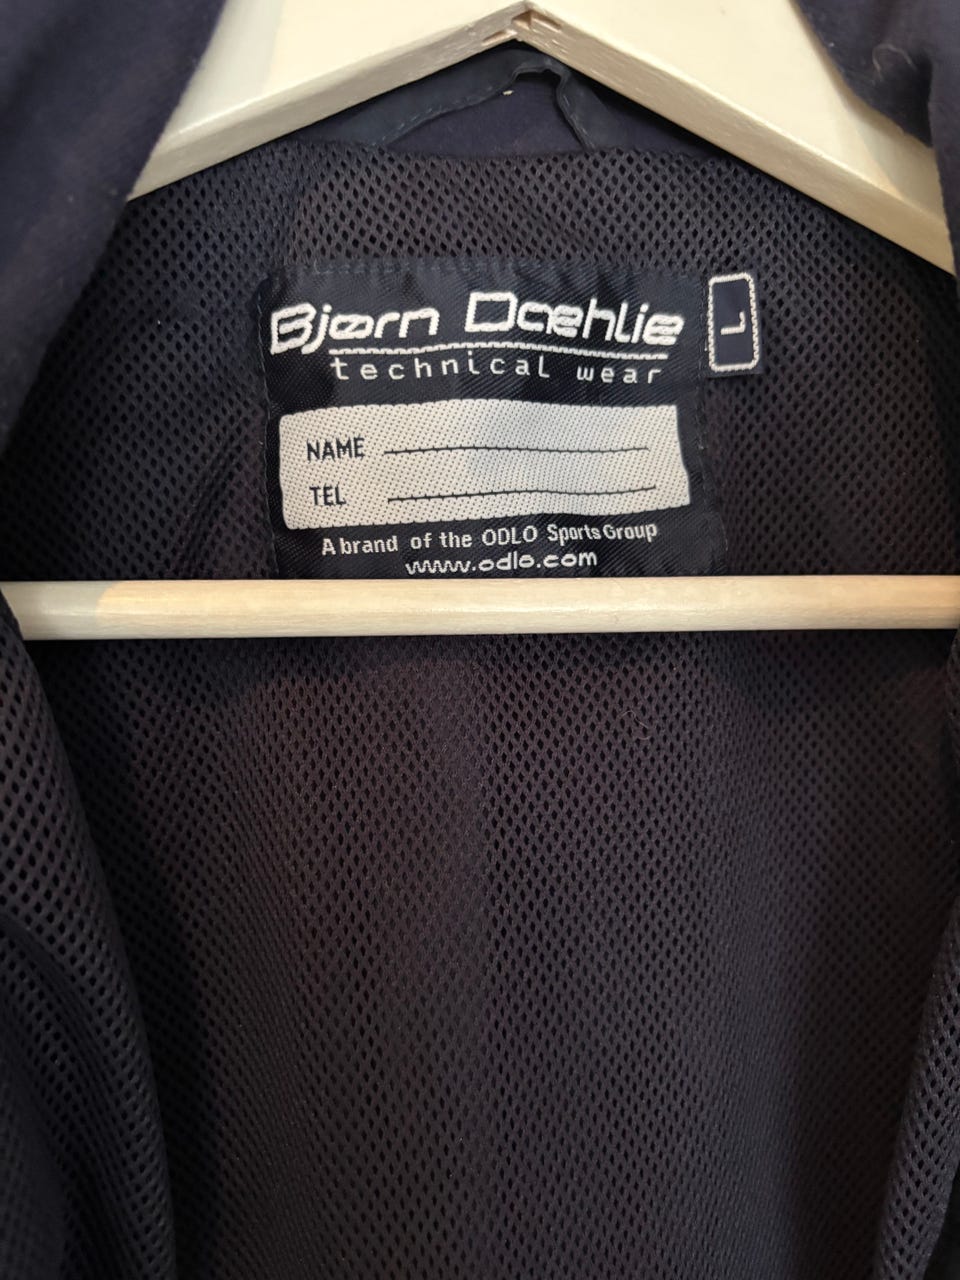 Bjørn Dæhlie
technical wear
L
NAME
TEL
A brand of the ODLO Sports Group
www.odlo.com